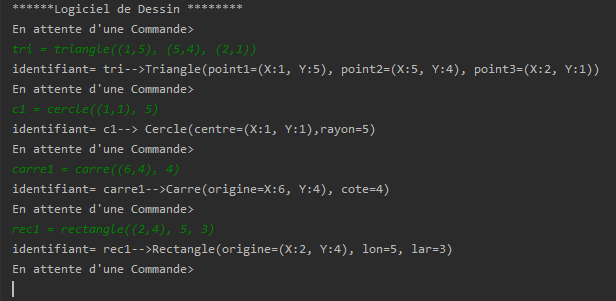 ******Logiciel de Dessin ********
En attente d'une Commande>
tri = triangle((1,5), (5,4), (2,1))
identifiant= tri-->Triangle(point1=(X:1, Y:5), point2=(X:5, Y:4), point3=(X:2, Y:1))
En attente d'une Commande>
c1 = cercle((1,1), 5)
identifiant= c1--> Cercle(centre=(X:1, Y:1),rayon=5)
En attente d'une Commande>
carre1 = carre((6,4), 4)
identifiant= carre1-->Carre(origine=X:6, Y:4), cote=4)
En attente d'une Commande>
rec1 = rectangle((2,4), 5, 3)
identifiant= rec1-->Rectangle(origine=(X:2, Y:4), lon=5, lar=3)
En attente d'une Commande>